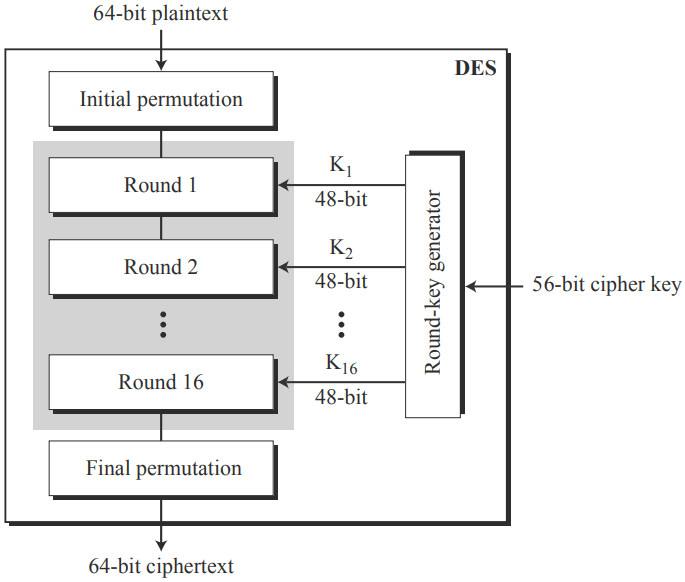 64-bit plaintext
DES
Initial permutation
Round 1
K1
48-bit
Round 2
K2
48-bit
Round 16
K16
48-bit
Round-key generator
56-bit cipher key
Final permutation
64-bit ciphertext